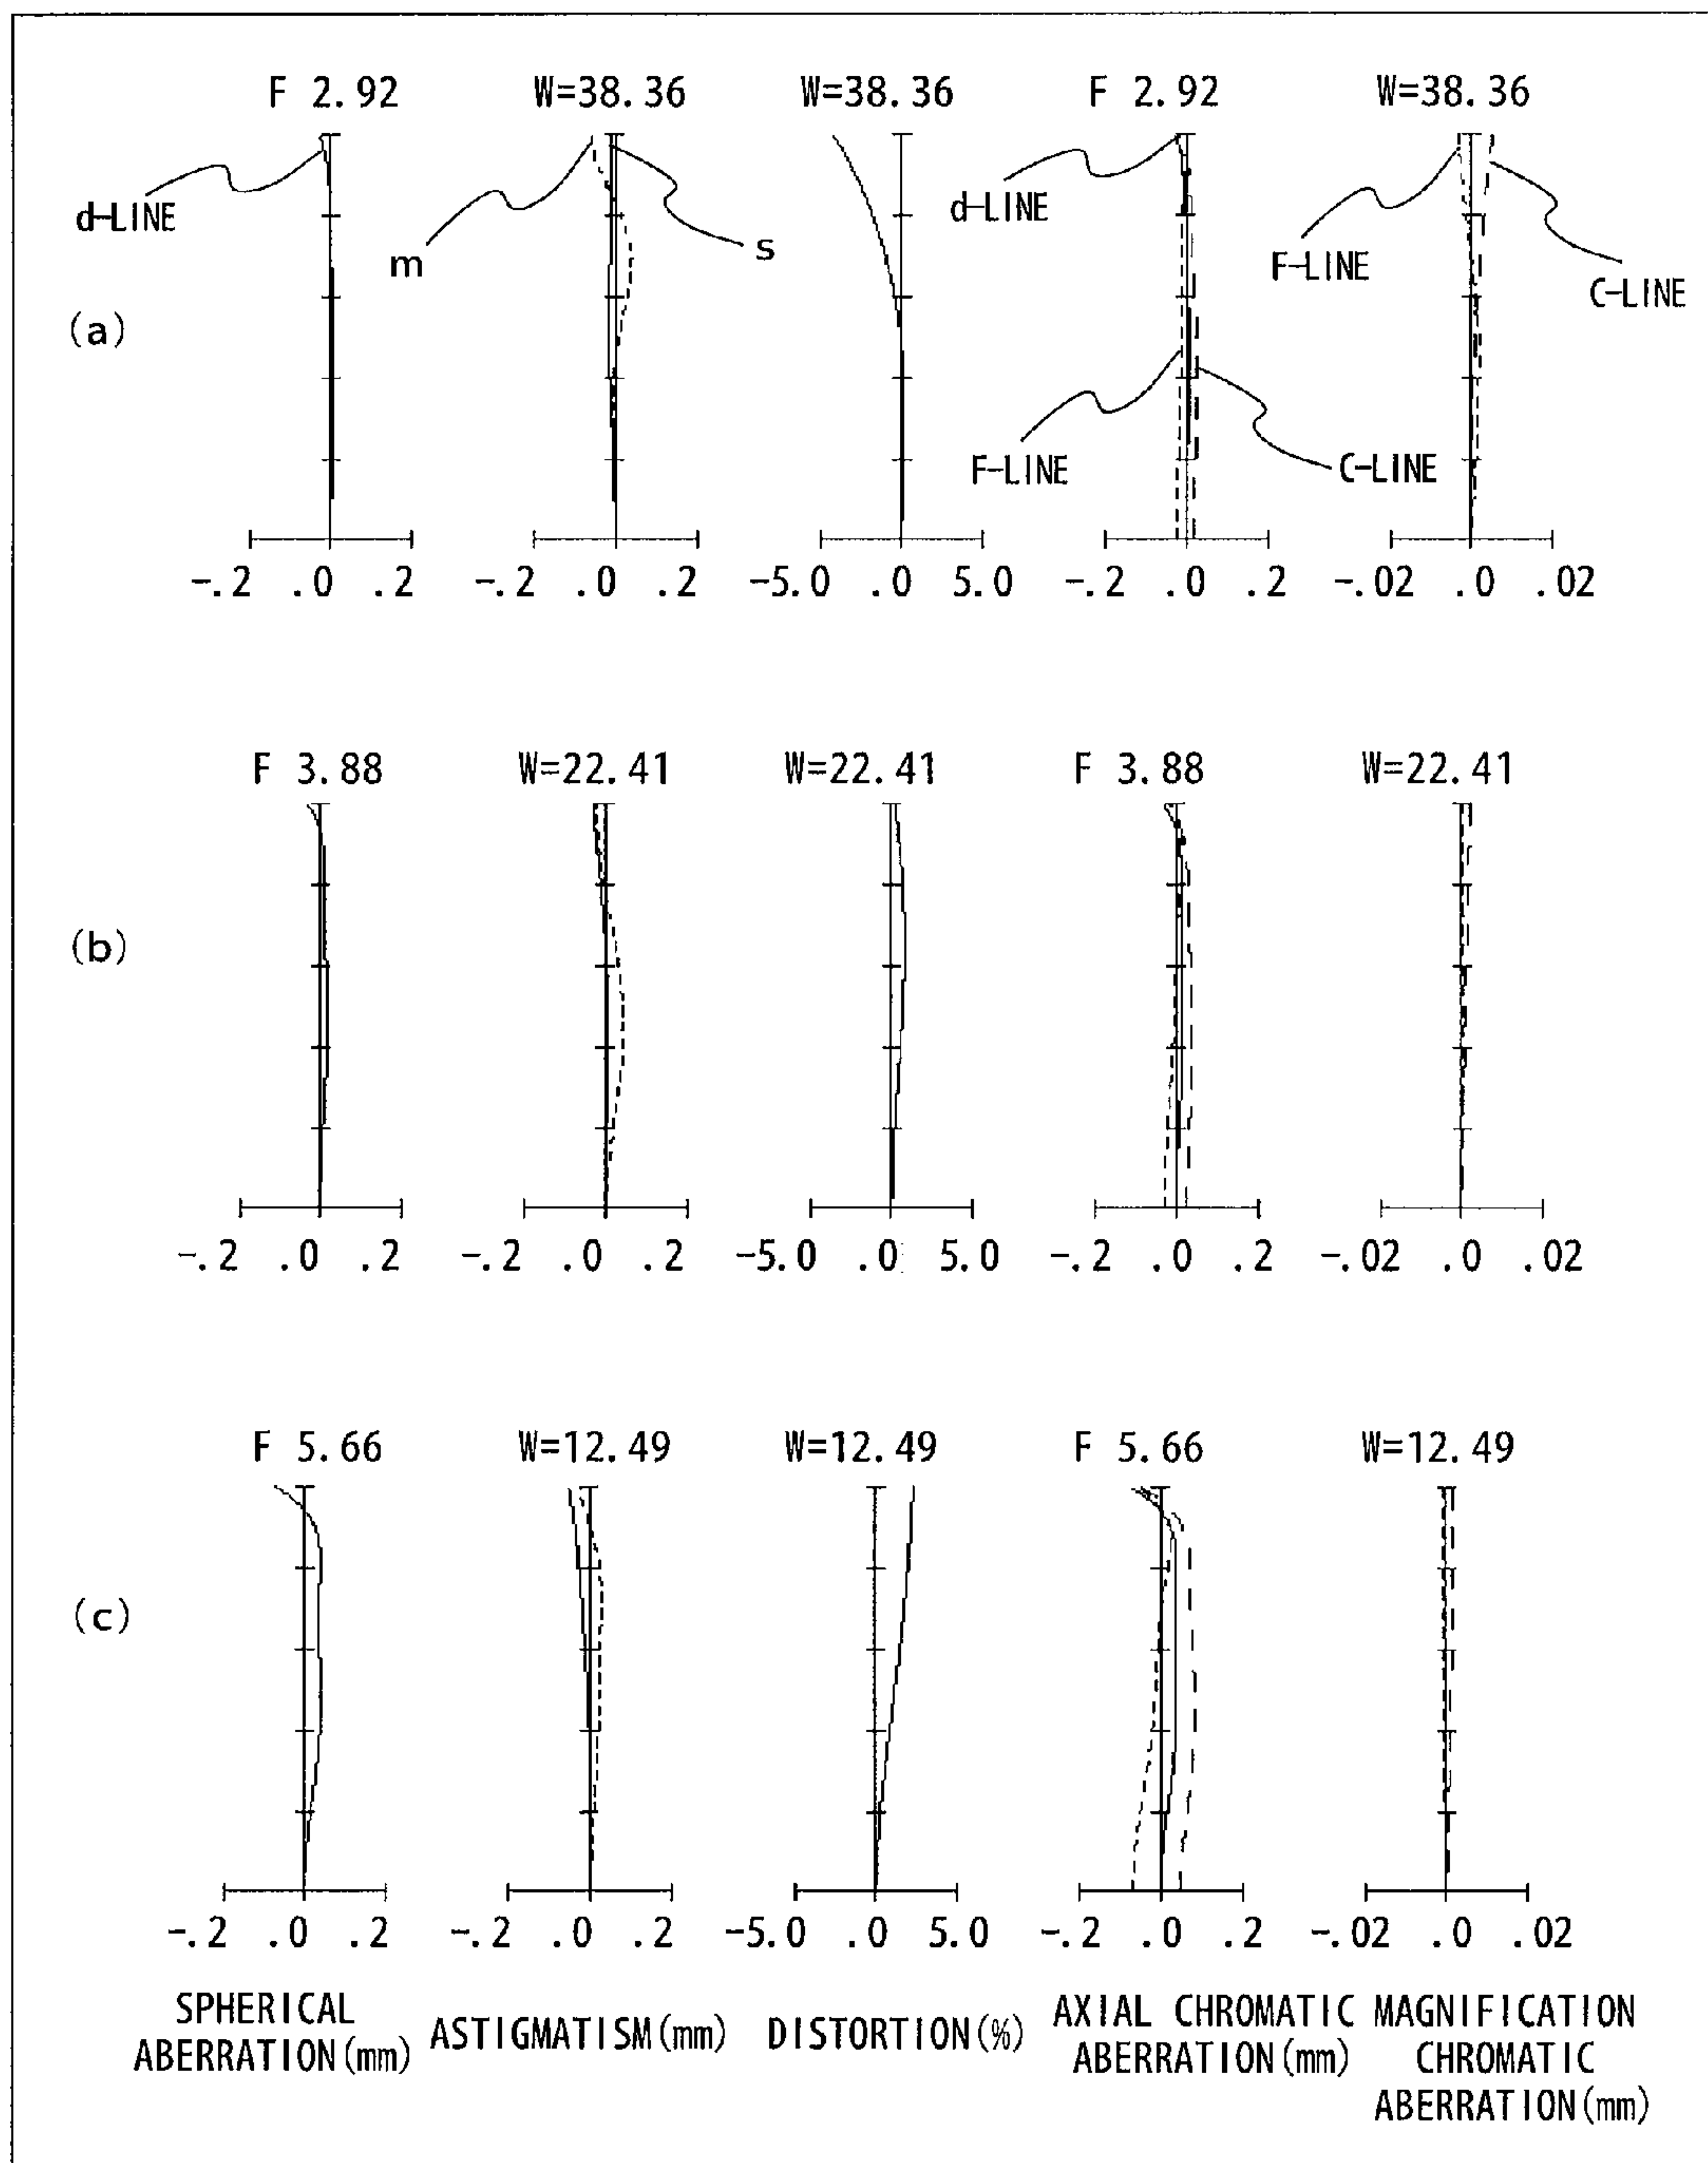 F 2.92 W=38.36 W=38.36 F 2.92 W=38.36
d-LINE m s d-LINE F-LINE C-LINE
(a)
F-LINE C-LINE
-.2 .0 .2 -.2 .0 .2 -5.0 .0 5.0 -.2 .0 .2 -.02 .0 .02
F 3.88 W=22.41 W=22.41 F 3.88 W=22.41
(b)
-.2 .0 .2 -.2 .0 .2 -5.0 .0 5.0 -.2 .0 .2 -.02 .0 .02
F 5.66 W=12.49 W=12.49 F 5.66 W=12.49
(c)
-.2 .0 .2 -.2 .0 .2 -5.0 .0 5.0 -.2 .0 .2 -.02 .0 .02
SPHERICAL
ABERRATION(mm)
ASTIGMATISM(mm)
DISTORTION(%)
AXIAL CHROMATIC
ABERRATION(mm)
MAGNIFICATION
CHROMATIC
ABERRATION(mm)